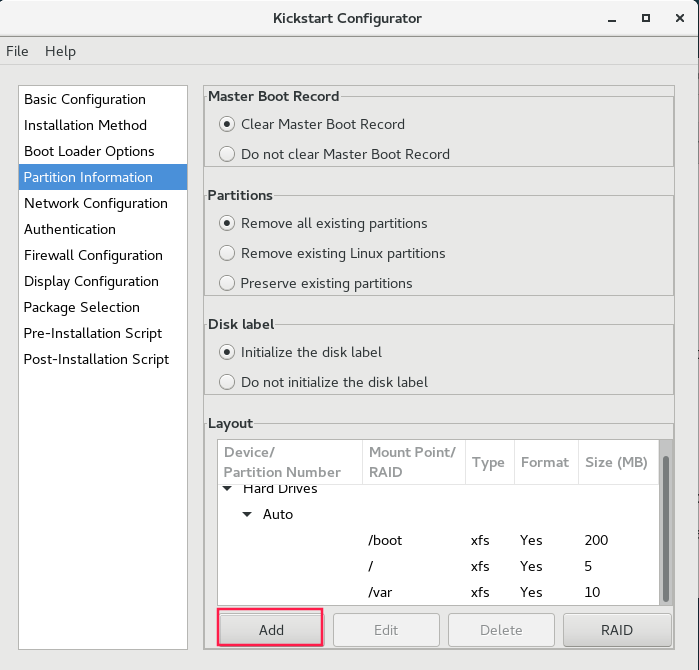 Kickstart Configurator
File Help
Basic Configuration
Installation Method
Boot Loader Options
Partition Information
Network Configuration
Authentication
Firewall Configuration
Display Configuration
Package Selection
Pre-Installation Script
Post-Installation Script
Master Boot Record
Clear Master Boot Record
Do not clear Master Boot Record
Partitions
Remove all existing partitions
Remove existing Linux partitions
Preserve existing partitions
Disk label
Initialize the disk label
Do not initialize the disk label
Layout
Device/ Mount Point/
Partition Number RAID Type Format Size (MB)
Hard Drives
Auto
/boot xfs Yes 200
/ xfs Yes 5
/var xfs Yes 10
Add Edit Delete RAID